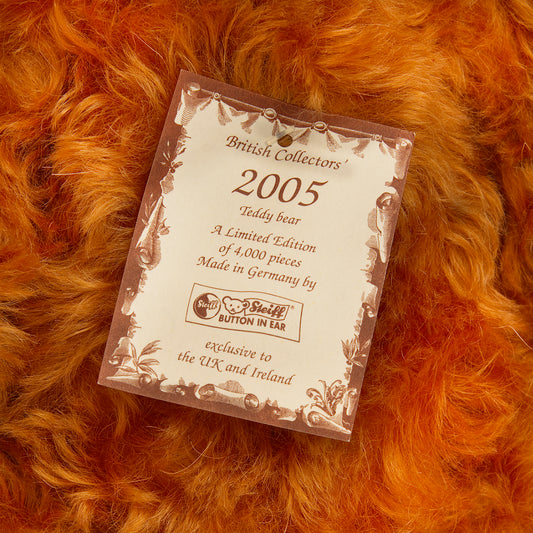 British Collectors'
2005
Teddy bear
A Limited Edition
of 4,000 pieces
Made in Germany by
Steiff Steiff ®
BUTTON IN EAR
exclusive to
the UK and Ireland